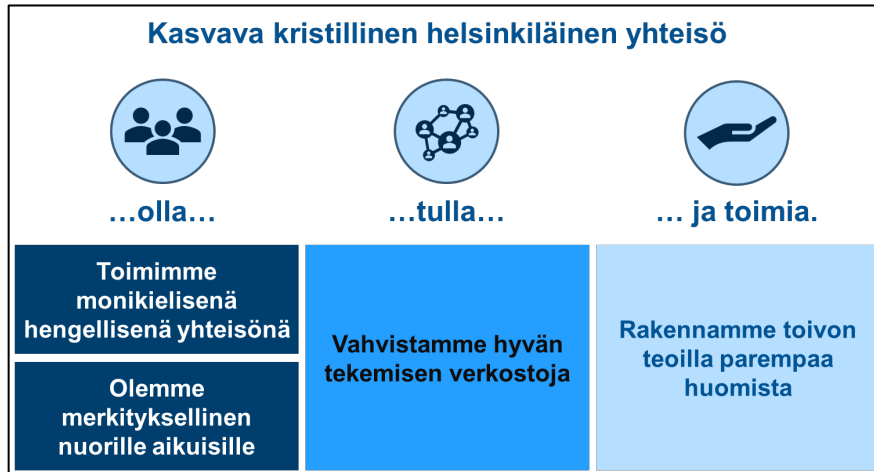 Kasvava kristillinen helsinkiläinen yhteisö
...olla...
...tulla...
... ja toimia.
Toimimme
monikielisenä
hengellisenä yhteisönä
Olemme
merkityksellinen
nuorille aikuisille
Vahvistamme hyvän
tekemisen verkostoja
Rakennamme toivon
teoilla parempaa
huomista